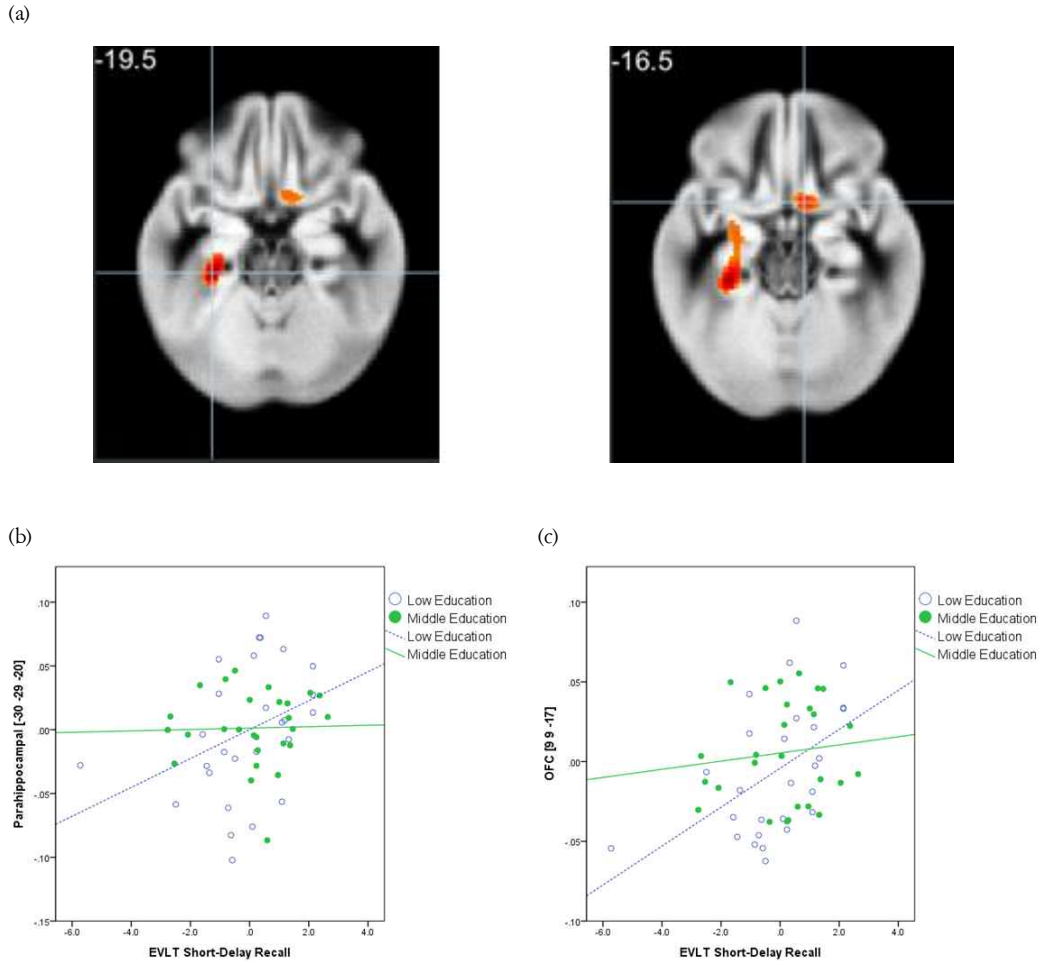 (a)
-19.5
-16.5
(b)
(c)
.10
.05
.00
-.05
-.10
-.15
Parahippocampal [-30 -29 -20]
-6.0 -4.0 -2.0 .0 2.0 4.0
EVLT Short-Delay Recall
Low Education
Middle Education
Low Education
Middle Education
.10
.05
.00
-.05
-.10
OFC [9 9 -17]
-6.0 -4.0 -2.0 .0 2.0 4.0
EVLT Short-Delay Recall
Low Education
Middle Education
Low Education
Middle Education